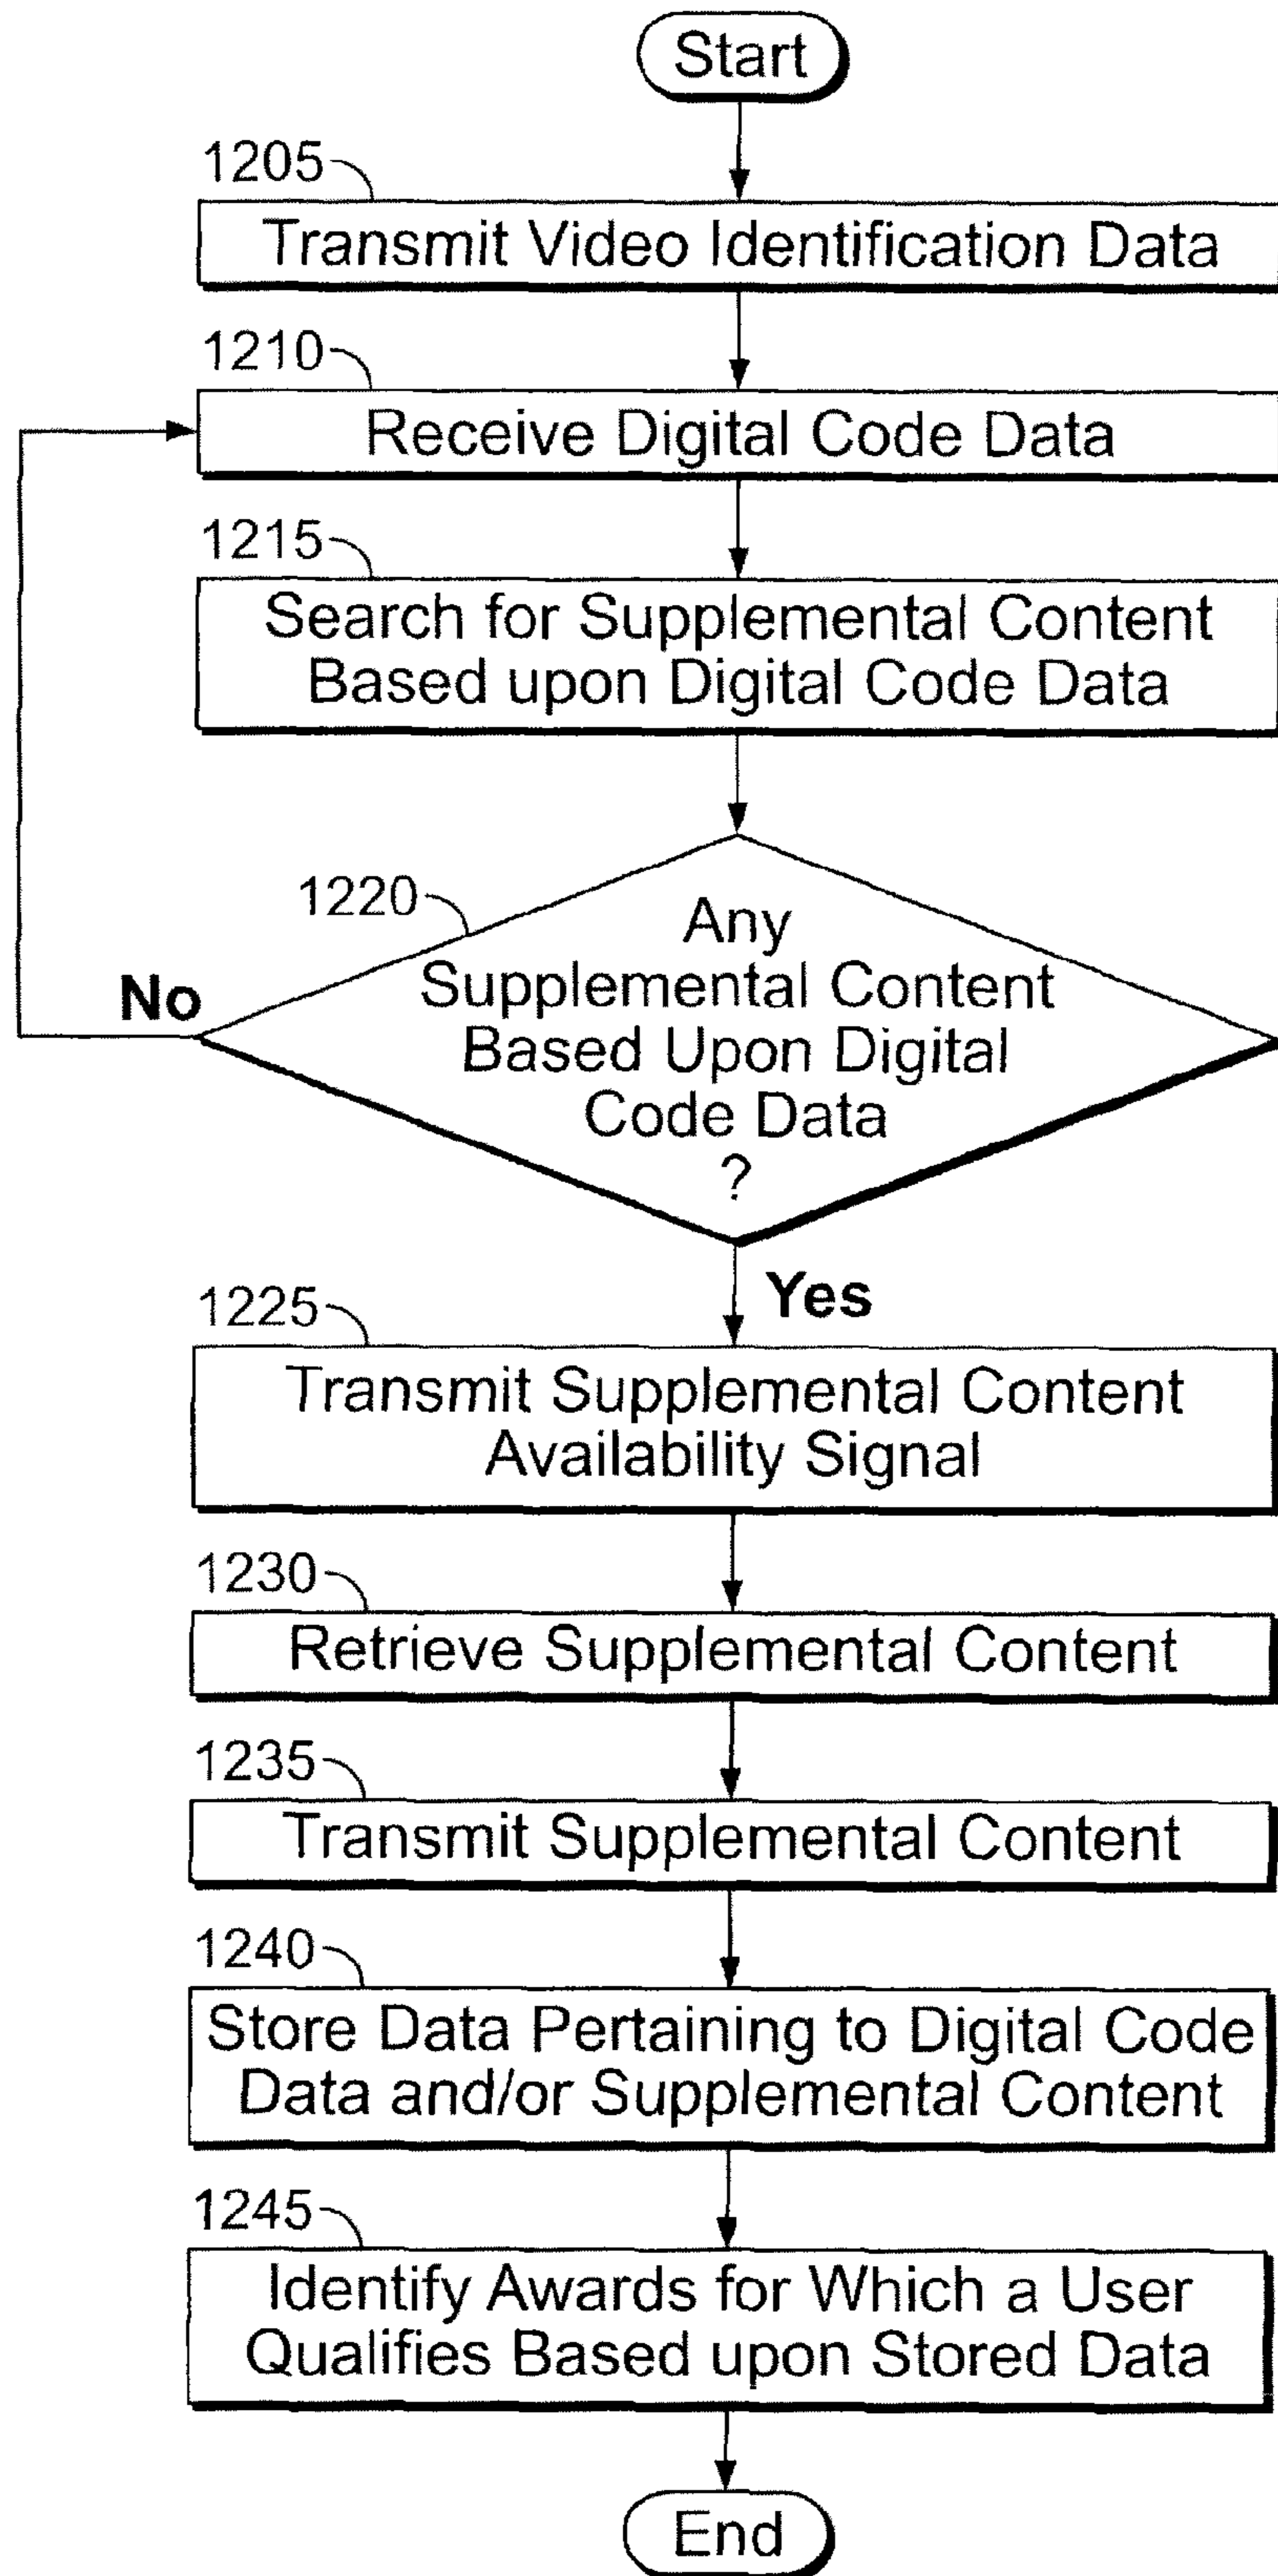 Start
1205
Transmit Video Identification Data
1210
Receive Digital Code Data
1215
Search for Supplemental Content
Based upon Digital Code Data
1220
Any
Supplemental Content
Based Upon Digital
Code Data
?
No
Yes
1225
Transmit Supplemental Content
Availability Signal
1230
Retrieve Supplemental Content
1235
Transmit Supplemental Content
1240
Store Data Pertaining to Digital Code
Data and/or Supplemental Content
1245
Identify Awards for Which a User
Qualifies Based upon Stored Data
End